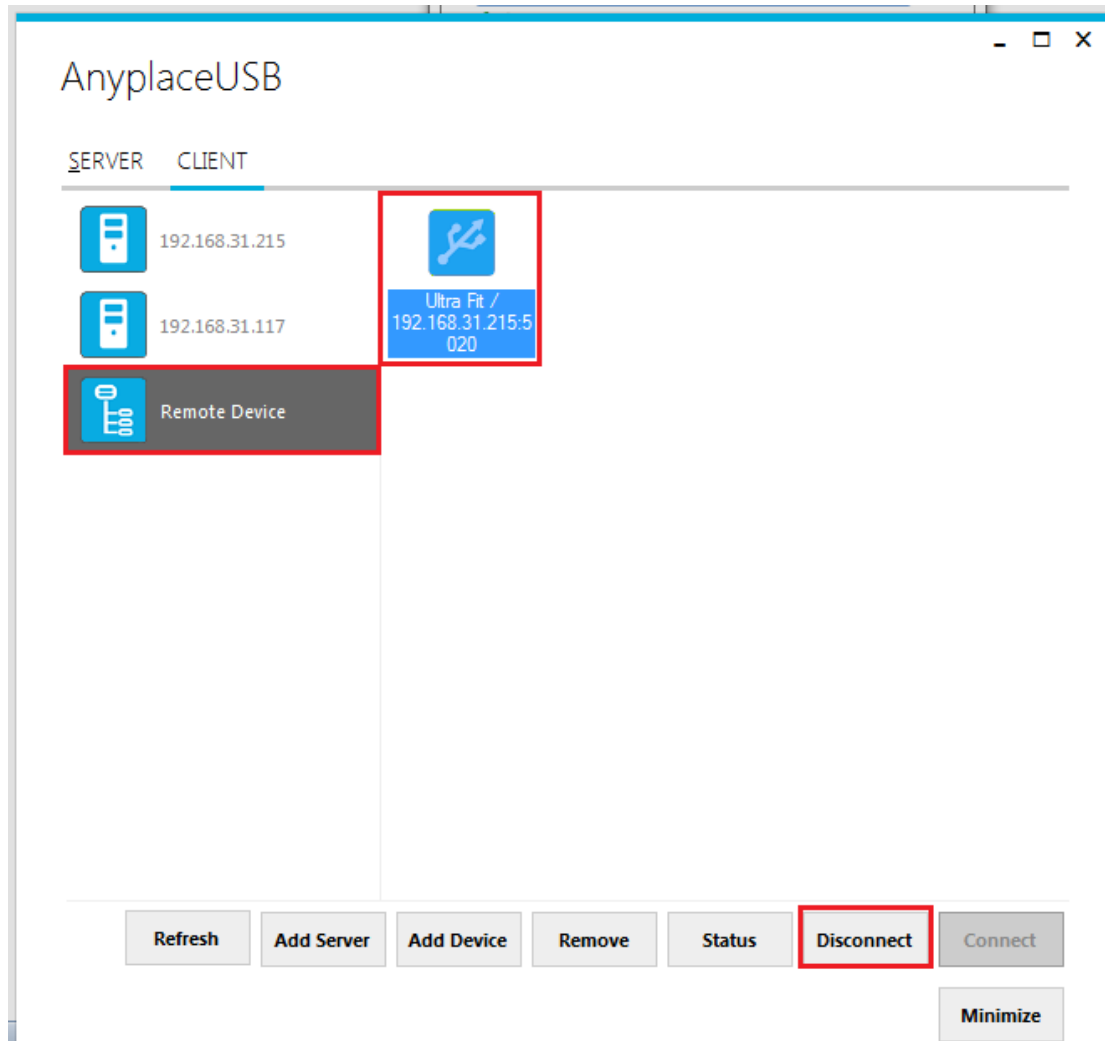 AnyplaceUSB
SERVER CLIENT
192.168.31.215
192.168.31.117
Remote Device
Ultra Fit /
192.168.31.215:5
020
Refresh Add Server Add Device Remove Status Disconnect Connect
Minimize